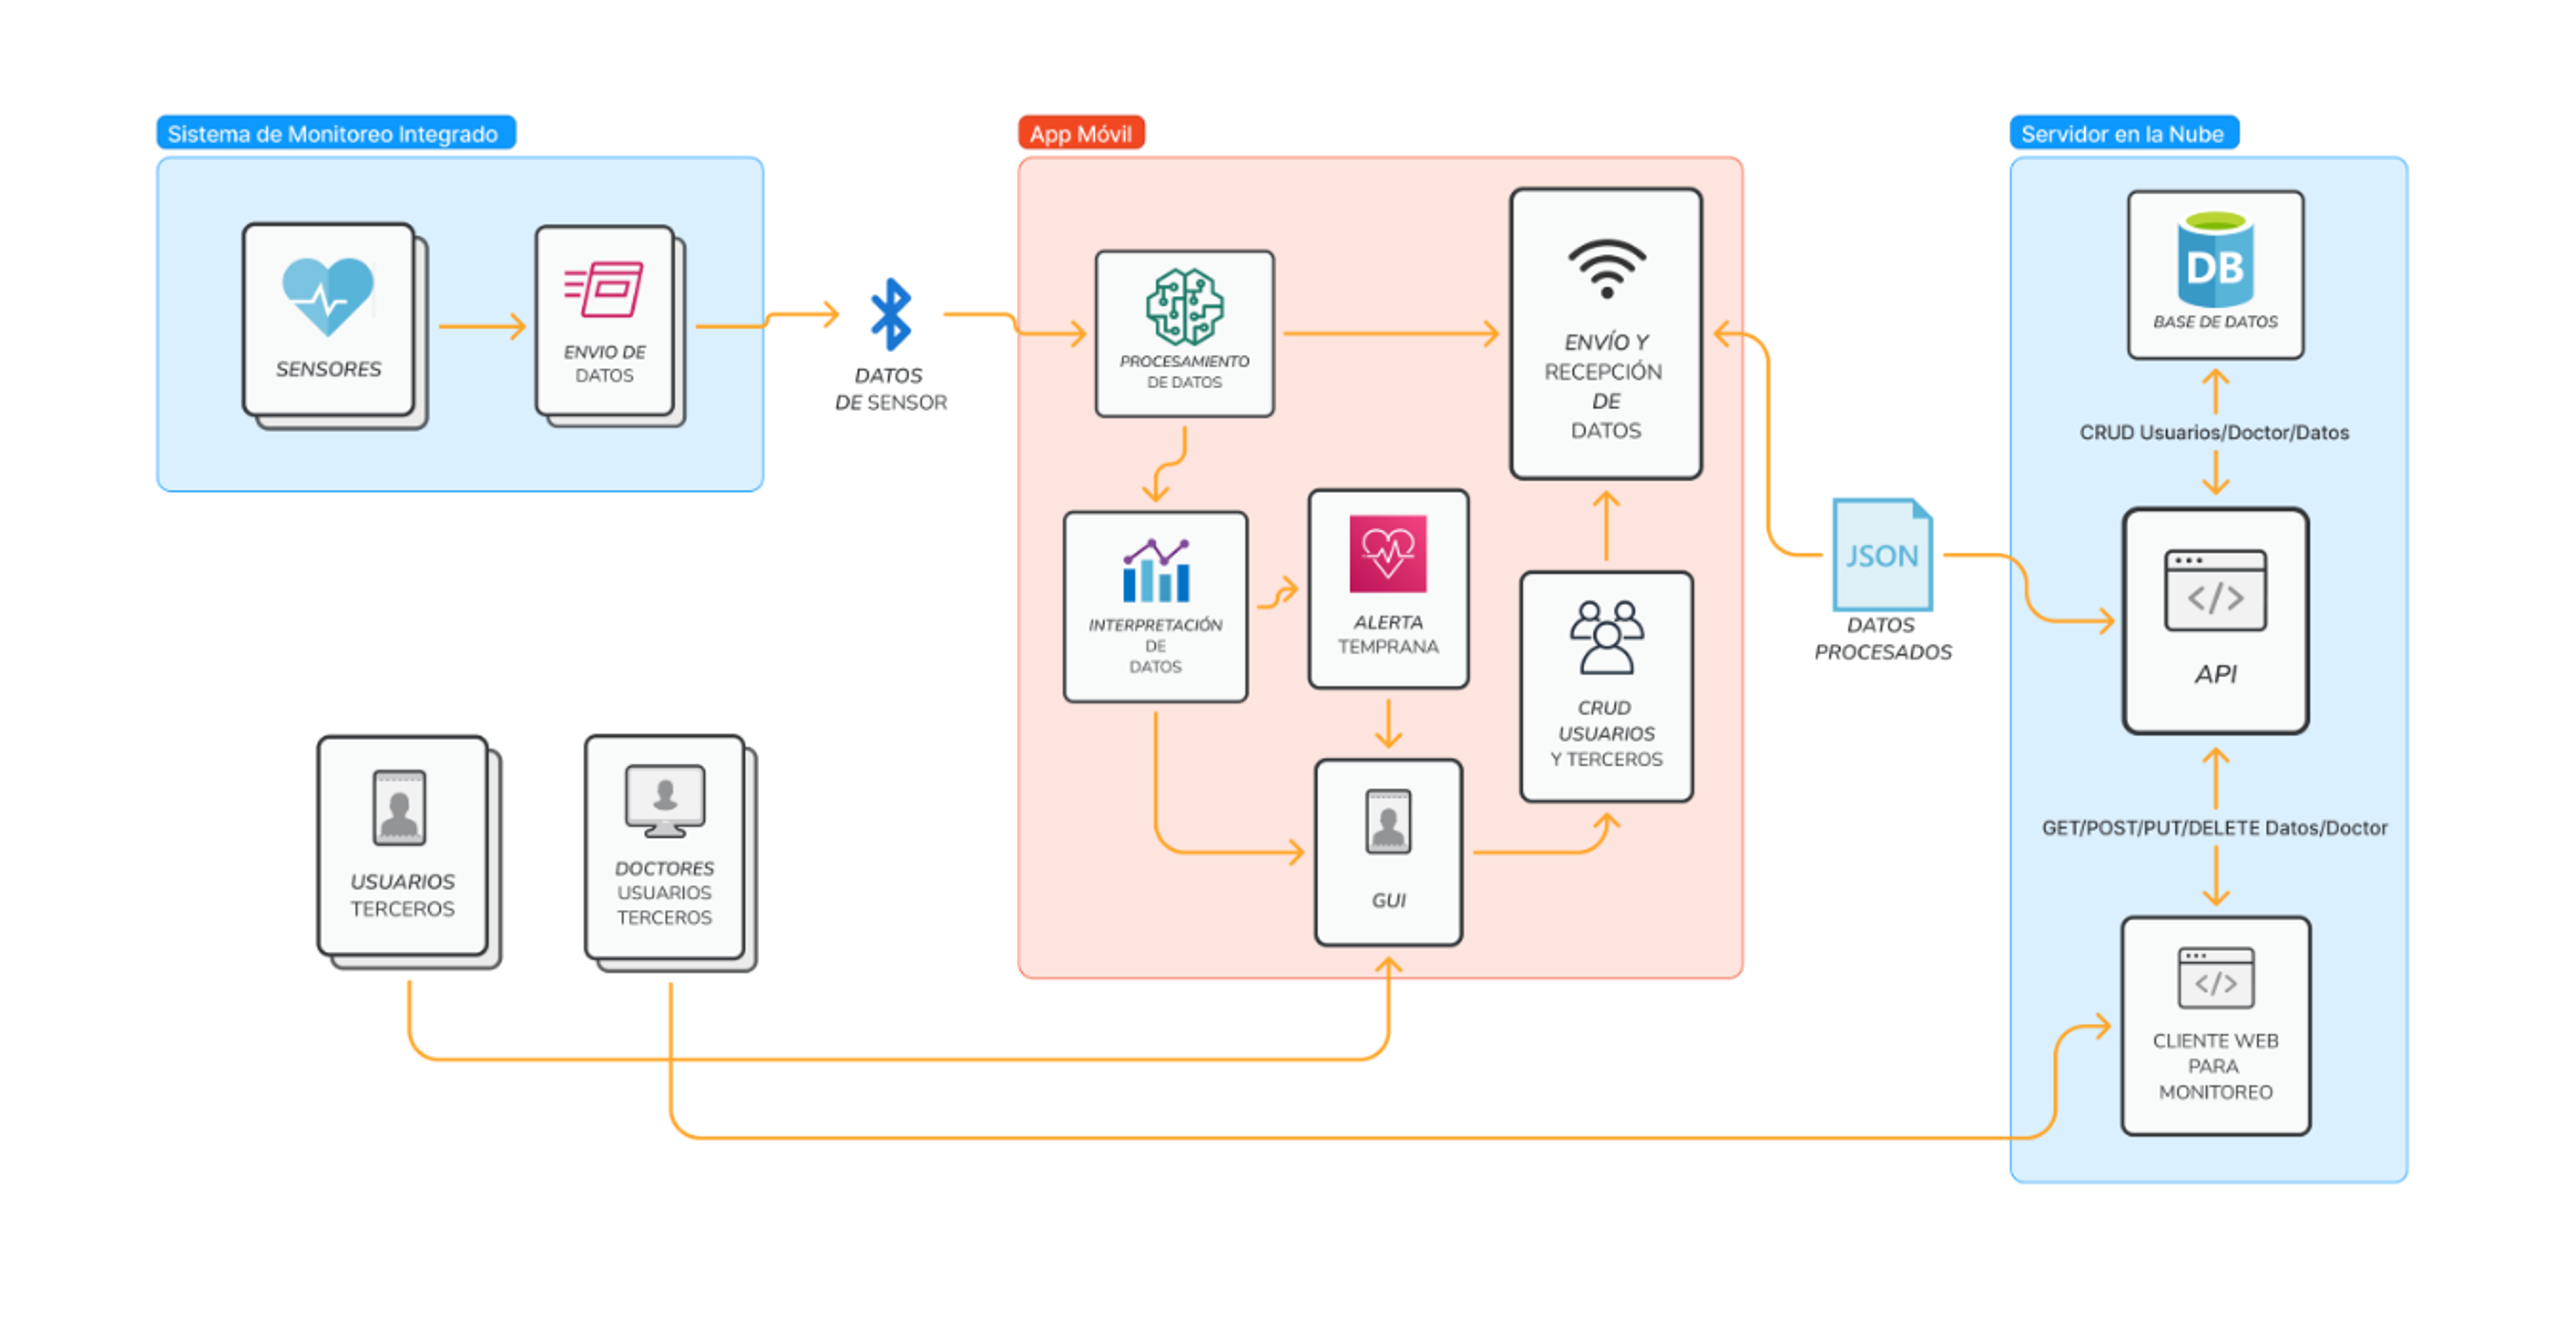 Sistema de Monitoreo Integrado
SENSORES
ENVIO DE
DATOS
DATOS
DE SENSOR
App Móvil
PROCESAMIENTO
DE DATOS
ENVÍO Y
RECEPCIÓN
DE
DATOS
INTERPRETACIÓN
DE
DATOS
ALERTA
TEMPRANA
CRUD
USUARIOS
Y TERCEROS
GUI
JSON
DATOS
PROCESADOS
Servidor en la Nube
DB
BASE DE DATOS
CRUD Usuarios/Doctor/Datos
</>
API
GET/POST/PUT/DELETE Datos/Doctor
</>
CLIENTE WEB
PARA
MONITOREO
USUARIOS
TERCEROS
DOCTORES
USUARIOS
TERCEROS